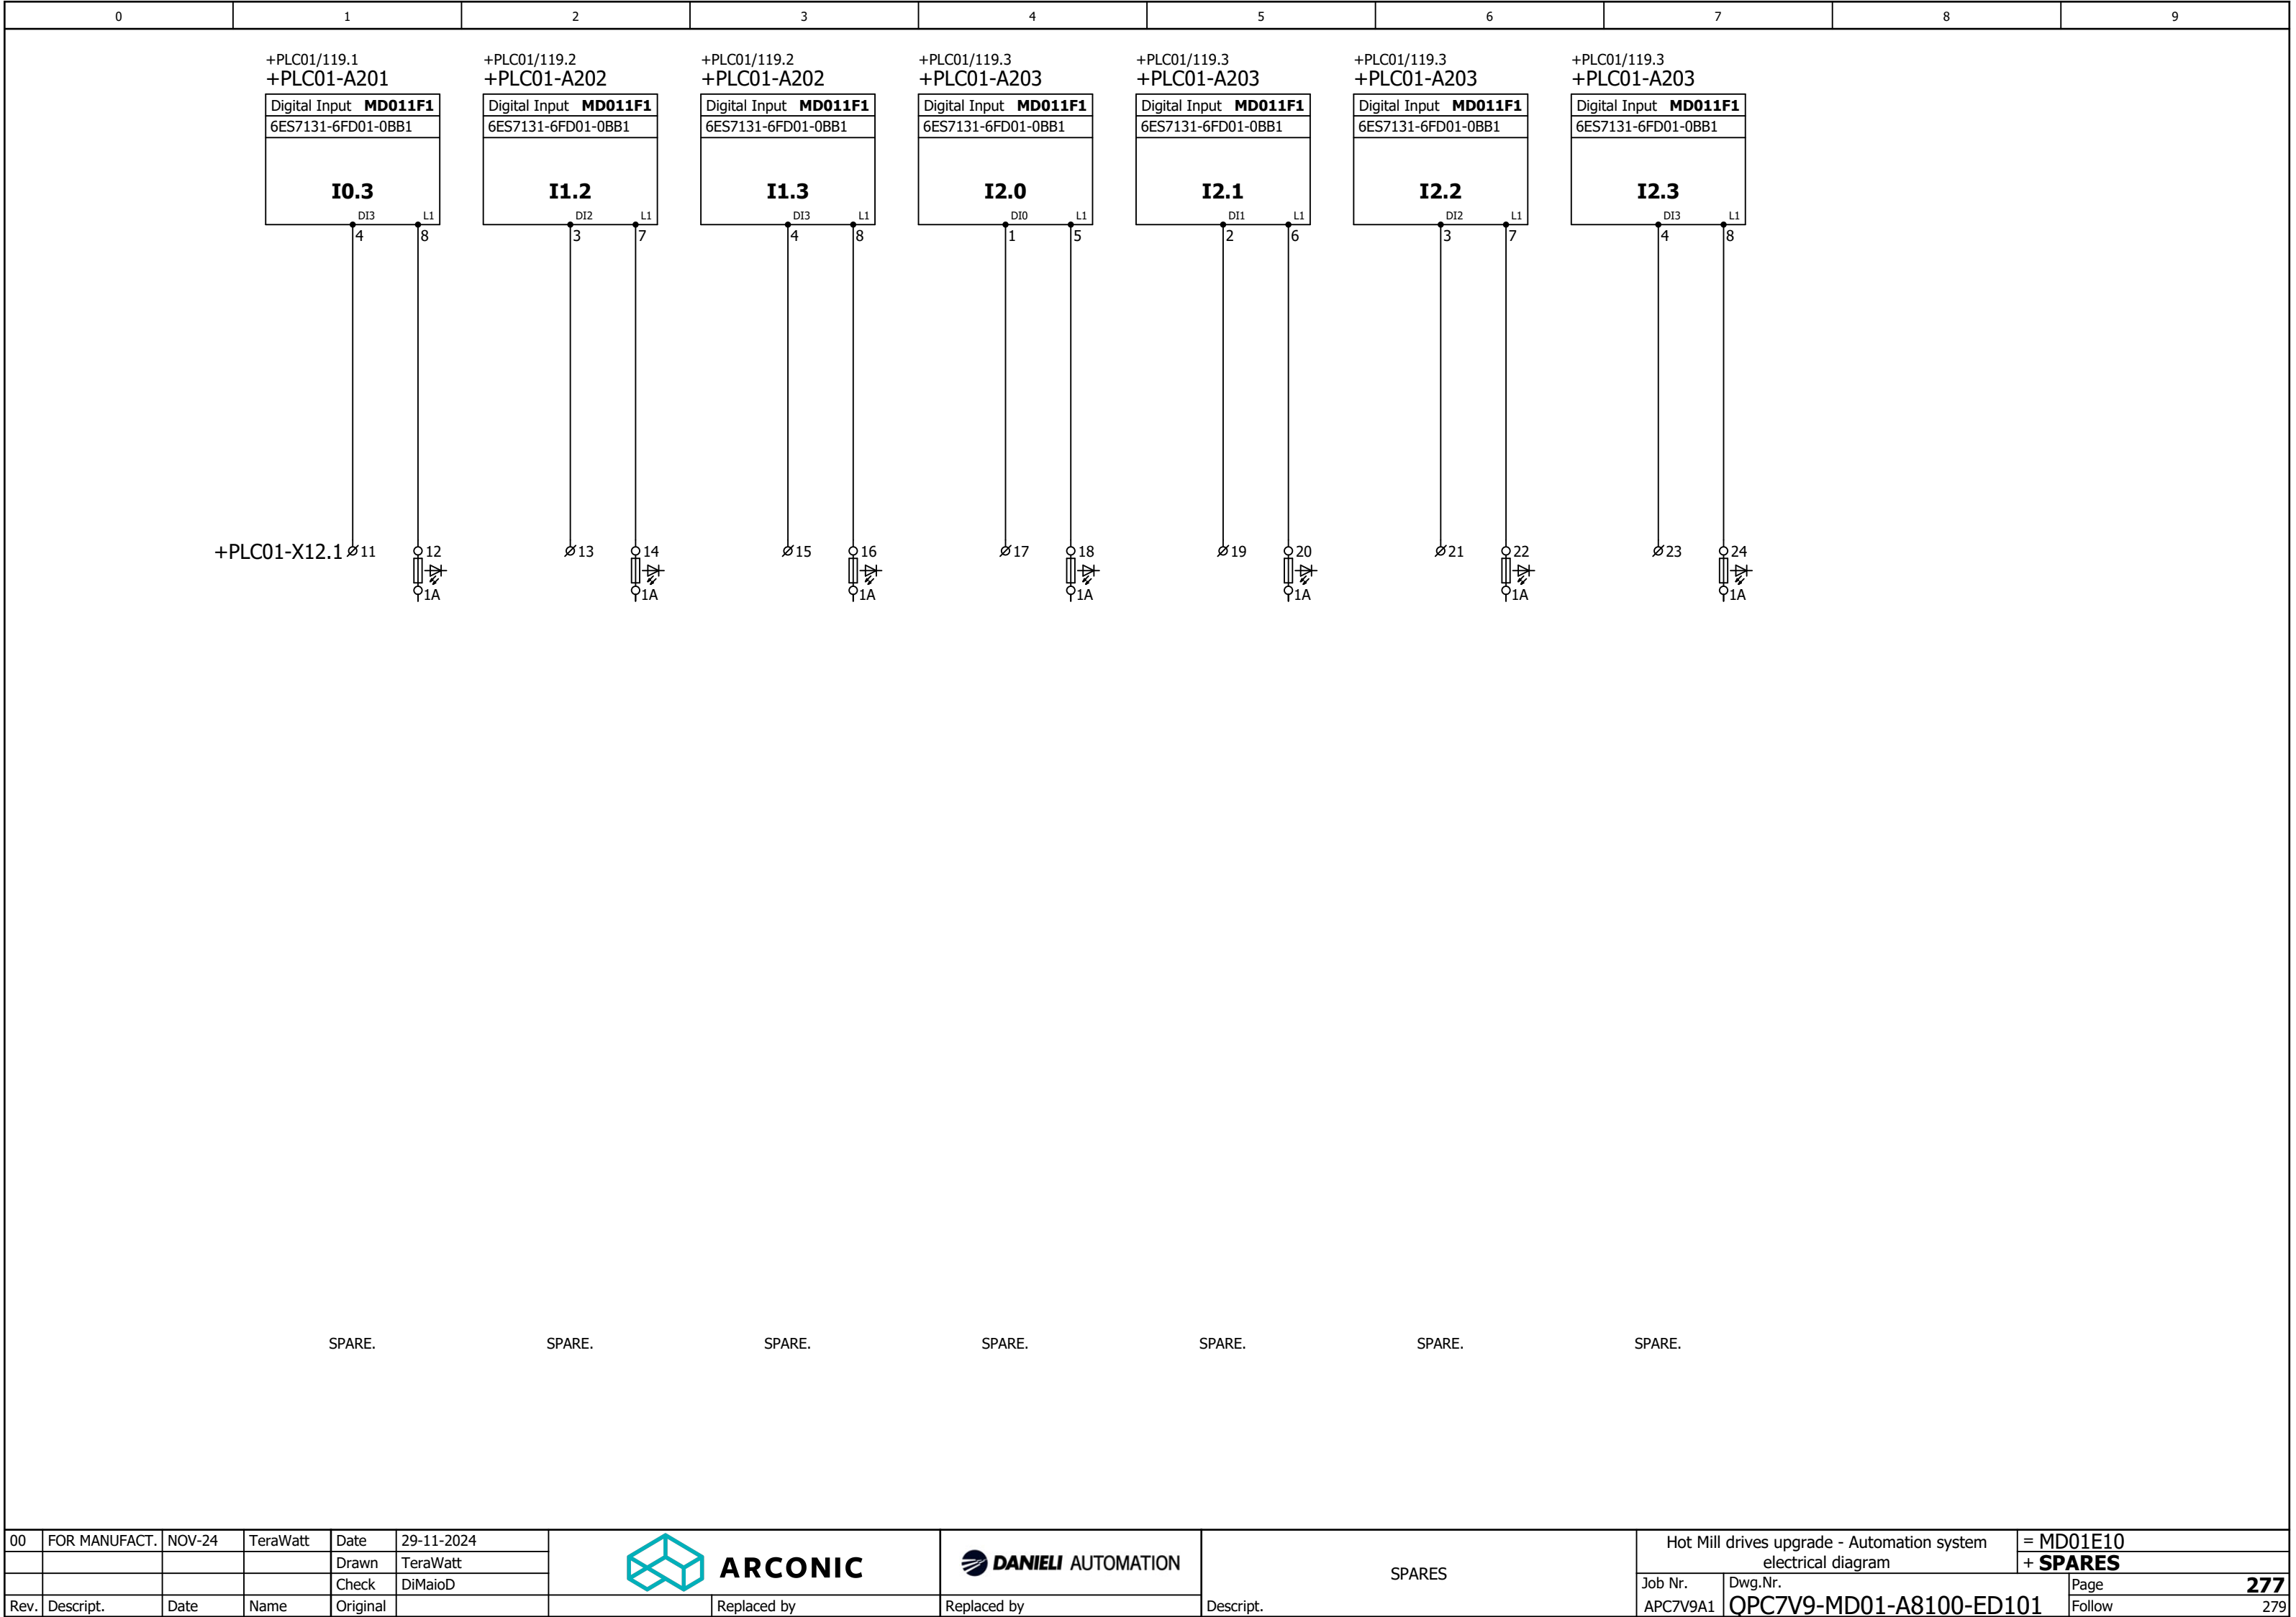 0 1 2 3 4 5 6 7 8 9
+PLC01/119.1 +PLC01/119.2 +PLC01/119.2 +PLC01/119.3 +PLC01/119.3 +PLC01/119.3 +PLC01/119.3
+PLC01-A201 +PLC01-A202 +PLC01-A202 +PLC01-A203 +PLC01-A203 +PLC01-A203 +PLC01-A203
Digital Input MD011F1 Digital Input MD011F1 Digital Input MD011F1 Digital Input MD011F1 Digital Input MD011F1 Digital Input MD011F1 Digital Input MD011F1
6ES7131-6FD01-0BB1 6ES7131-6FD01-0BB1 6ES7131-6FD01-0BB1 6ES7131-6FD01-0BB1 6ES7131-6FD01-0BB1 6ES7131-6FD01-0BB1 6ES7131-6FD01-0BB1
I0.3 I1.2 I1.3 I2.0 I2.1 I2.2 I2.3
DI3 L1 DI2 L1 DI3 L1 DI0 L1 DI1 L1 DI2 L1 DI3 L1
4 8 3 7 4 8 1 5 2 6 3 7 4 8
+PLC01-X12.1 11 12 13 14 15 16 17 18 19 20 21 22 23 24
1A 1A 1A 1A 1A 1A 1A
SPARE. SPARE. SPARE. SPARE. SPARE. SPARE. SPARE.
00 FOR MANUFACT. NOV-24 TeraWatt Date 29-11-2024
Drawn TeraWatt
Check DiMaioD
Rev. Descript. Date Name Original
ARCONIC
Replaced by
DANIELI AUTOMATION
Replaced by
SPARES
Descript.
Hot Mill drives upgrade - Automation system
electrical diagram
= MD01E10
+ SPARES
Job Nr. Dwg.Nr. Page 277
APC7V9A1 QPC7V9-MD01-A8100-ED101 Follow 279